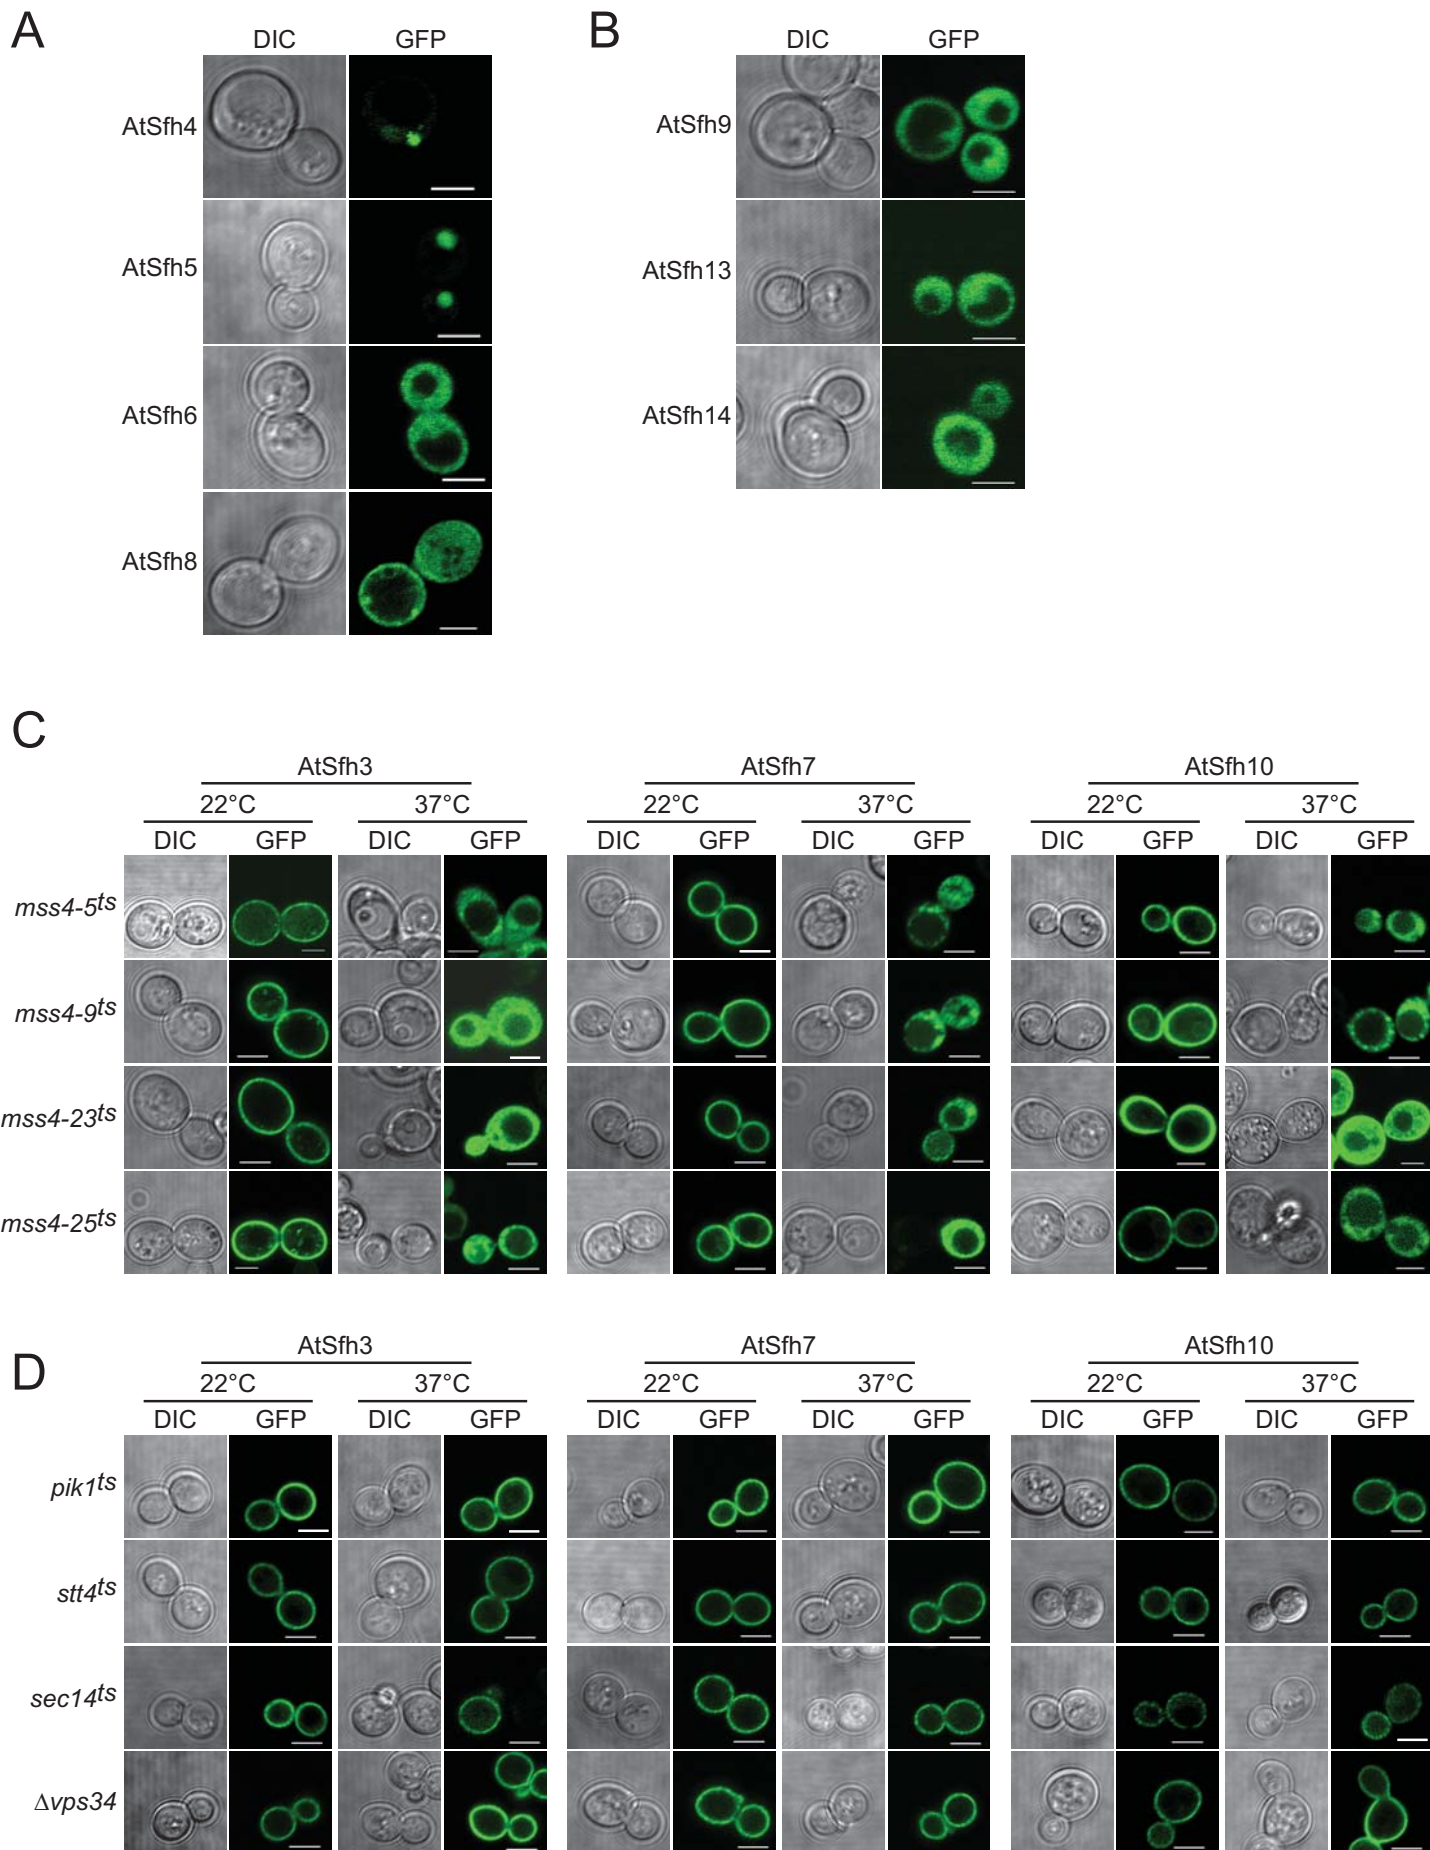 A
B
DIC GFP
DIC GFP
AtSfh4
AtSfh9
AtSfh5
AtSfh13
AtSfh6
AtSfh14
AtSfh8
C
AtSfh3 AtSfh7 AtSfh10
22°C 37°C 22°C 37°C 22°C 37°C
DIC GFP DIC GFP DIC GFP DIC GFP DIC GFP DIC GFP
mss4-5ts
mss4-9ts
mss4-23ts
mss4-25ts
D
AtSfh3 AtSfh7 AtSfh10
22°C 37°C 22°C 37°C 22°C 37°C
DIC GFP DIC GFP DIC GFP DIC GFP DIC GFP DIC GFP
pik1ts
stt4ts
sec14ts
Δvps34